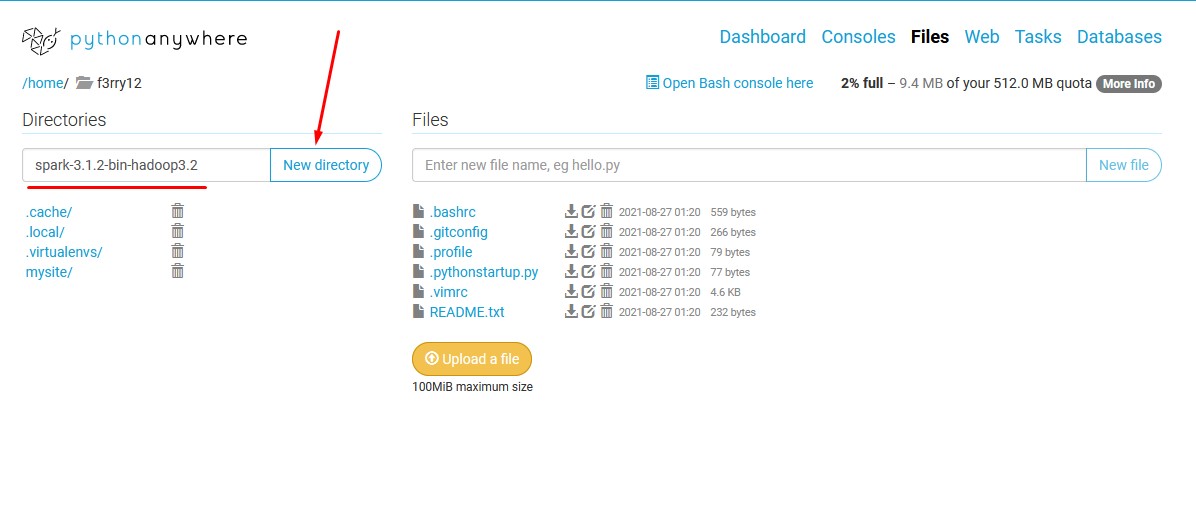 pythonanywhere
Dashboard Consoles Files Web Tasks Databases
/home/ f3rry12
Open Bash console here 2% full – 9.4 MB of your 512.0 MB quota More Info
Directories
Files
spark-3.1.2-bin-hadoop3.2 New directory
Enter new file name, eg hello.py New file
.cache/
.local/
.virtualenvs/
mysite/
.bashrc 2021-08-27 01:20 559 bytes
.gitconfig 2021-08-27 01:20 266 bytes
.profile 2021-08-27 01:20 79 bytes
.pythonstartup.py 2021-08-27 01:20 77 bytes
.vimrc 2021-08-27 01:20 4.6 KB
README.txt 2021-08-27 01:20 232 bytes
Upload a file
100MiB maximum size